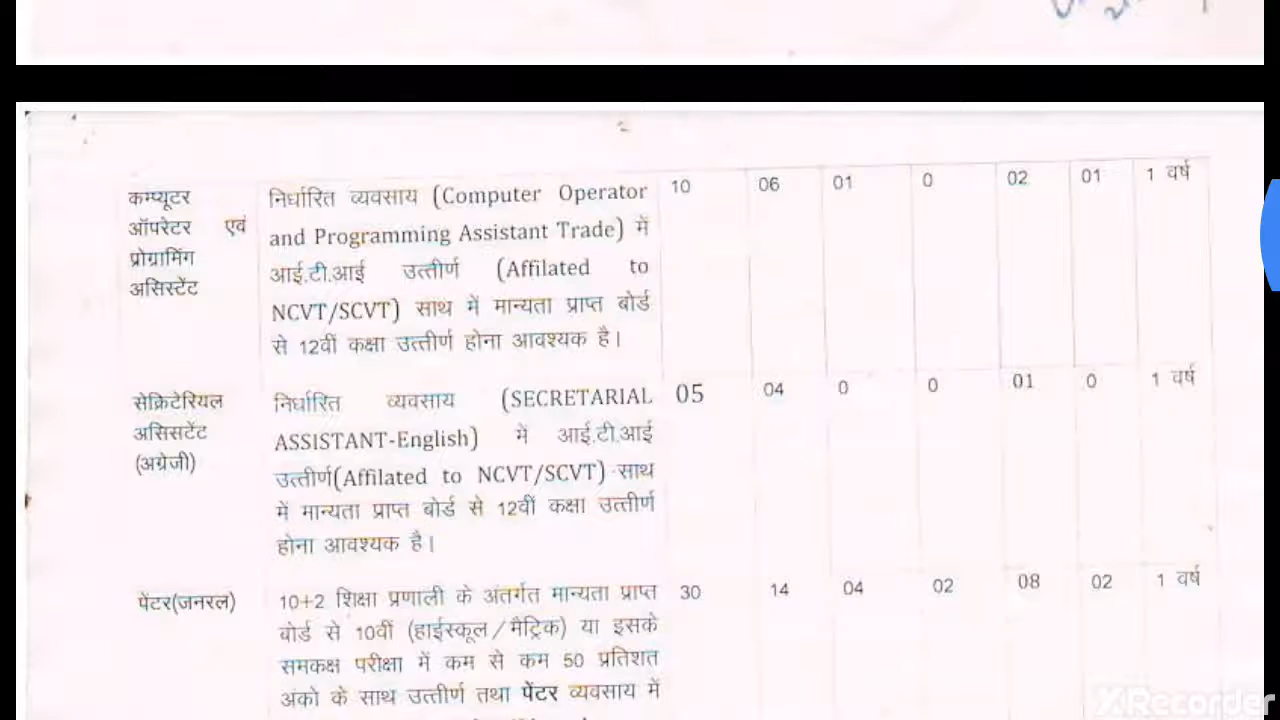 कम्प्यूटर ऑपरेटर एवं प्रोग्रामिंग असिस्टेंट
निर्धारित व्यवसाय (Computer Operator
and Programming Assistant Trade) में
आई.टी.आई उत्तीर्ण (Affilated to
NCVT/SCVT) साथ में मान्यता प्राप्त बोर्ड
से 12वीं कक्षा उत्तीर्ण होना आवश्यक है।
10 06 01 0 02 01 1 वर्ष
सेक्रिटेरियल
असिसटेंट
(अग्रेजी)
निर्धारित व्यवसाय (SECRETARIAL
ASSISTANT-English) में आई.टी.आई
उत्तीर्ण(Affilated to NCVT/SCVT) साथ
में मान्यता प्राप्त बोर्ड से 12वीं कक्षा उत्तीर्ण
होना आवश्यक है।
05 04 0 0 01 0 1 वर्ष
पेंटर(जनरल)
10+2 शिक्षा प्रणाली के अंतर्गत मान्यता प्राप्त
बोर्ड से 10वीं (हाईस्कूल/मैट्रिक) या इसके
समकक्ष परीक्षा में कम से कम 50 प्रतिशत
अंको के साथ उत्तीर्ण तथा पेंटर व्यवसाय में
30 14 04 02 08 02 1 वर्ष
XRecorder